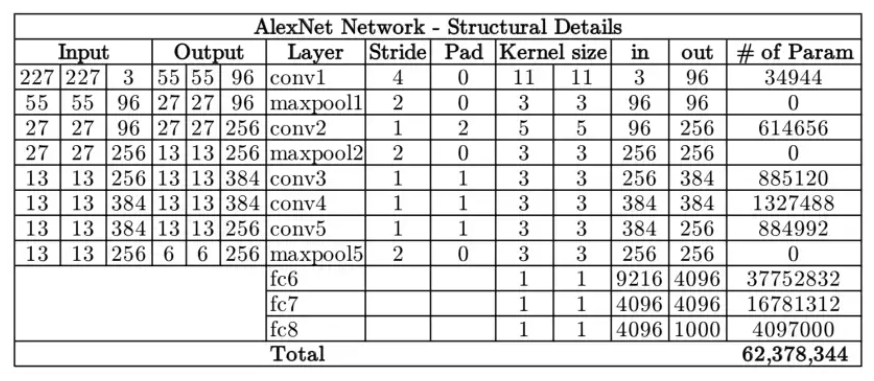 AlexNet Network - Structural Details
Input Output Layer Stride Pad Kernel size in out # of Param
227 227 3 55 55 96 conv1 4 0 11 11 3 96 34944
55 55 96 27 27 96 maxpool1 2 0 3 3 96 96 0
27 27 96 27 27 256 conv2 1 2 5 5 96 256 614656
27 27 256 13 13 256 maxpool2 2 0 3 3 256 256 0
13 13 256 13 13 384 conv3 1 1 3 3 256 384 885120
13 13 384 13 13 384 conv4 1 1 3 3 384 384 1327488
13 13 384 13 13 256 conv5 1 1 3 3 384 256 884992
13 13 256 6 6 256 maxpool5 2 0 3 3 256 256 0
fc6 1 1 9216 4096 37752832
fc7 1 1 4096 4096 16781312
fc8 1 1 4096 1000 4097000
Total 62,378,344